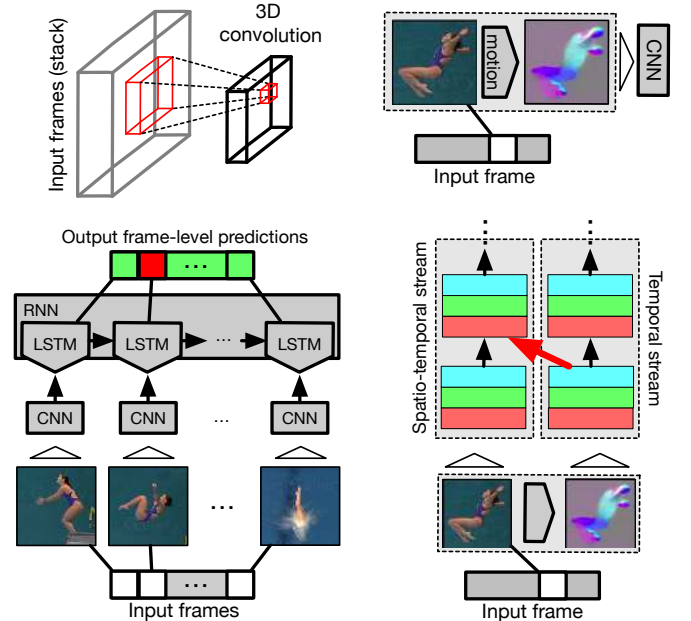 3D
convolution
Input frames (stack)
motion
CNN
Input frame
Output frame-level predictions
...
RNN
LSTM LSTM ... LSTM
CNN CNN ... CNN
...
...
Input frames
...
...
Spatio-temporal stream
Temporal stream
Input frame